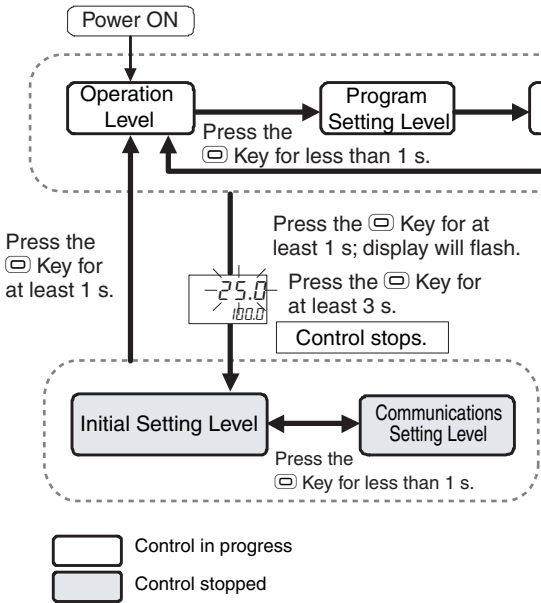 Power ON
Operation
Level
Program
Setting Level
Press the
Key for less than 1 s.
Press the Key for at
least 1 s; display will flash.
Press the
Key for
at least 1 s.
25.0
100.0
Press the Key for
at least 3 s.
Control stops.
Initial Setting Level
Communications
Setting Level
Press the
Key for less than 1 s.
Control in progress
Control stopped